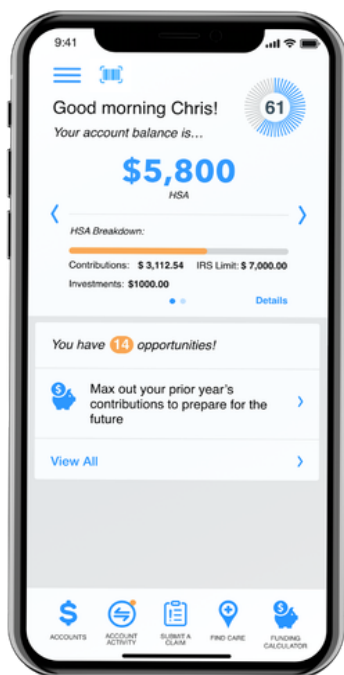 9:41
Good morning Chris!
61
Your account balance is...
$5,800
HSA
HSA Breakdown:
Contributions: $ 3,112.54 IRS Limit: $ 7,000.00
Investments: $1000.00
Details
You have 14 opportunities!
Max out your prior year's
contributions to prepare for the
future
View All
ACCOUNTS
ACCOUNT
ACTIVITY
SUBMIT A
CLAIM
FIND CARE
FUNDING
CALCULATOR